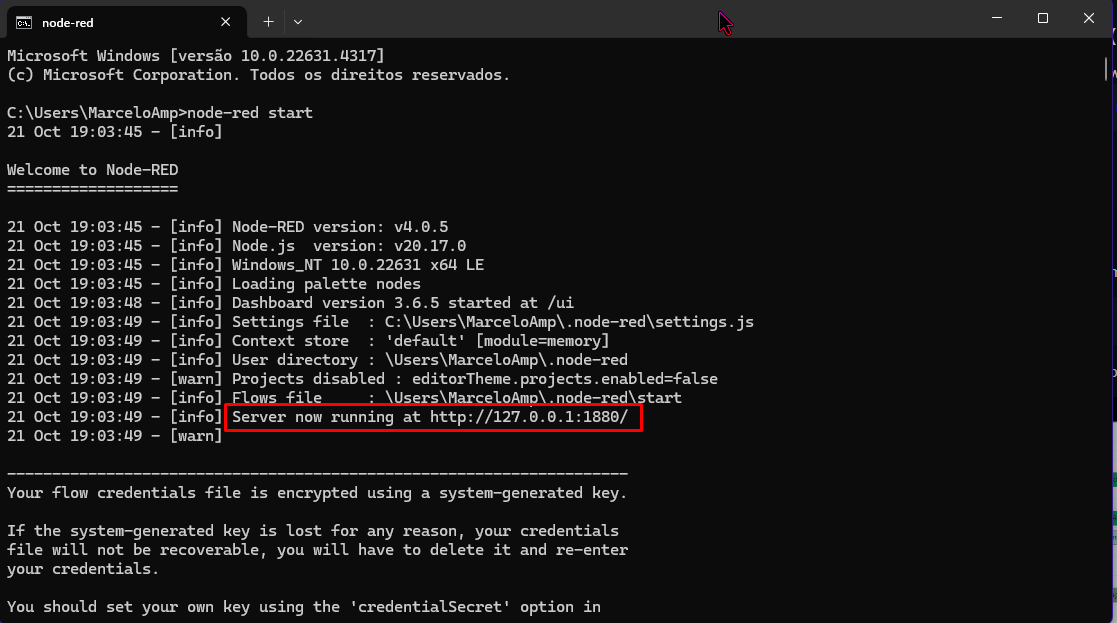 node-red
Microsoft Windows [versão 10.0.22631.4317]
(c) Microsoft Corporation. Todos os direitos reservados.
C:\Users\MarceloAmp>node-red start
21 Oct 19:03:45 - [info]
Welcome to Node-RED
===================
21 Oct 19:03:45 - [info] Node-RED version: v4.0.5
21 Oct 19:03:45 - [info] Node.js  version: v20.17.0
21 Oct 19:03:45 - [info] Windows_NT 10.0.22631 x64 LE
21 Oct 19:03:45 - [info] Loading palette nodes
21 Oct 19:03:48 - [info] Dashboard version 3.6.5 started at /ui
21 Oct 19:03:49 - [info] Settings file  : C:\Users\MarceloAmp\.node-red\settings.js
21 Oct 19:03:49 - [info] Context store  : 'default' [module=memory]
21 Oct 19:03:49 - [info] User directory : \Users\MarceloAmp\.node-red
21 Oct 19:03:49 - [warn] Projects disabled : editorTheme.projects.enabled=false
21 Oct 19:03:49 - [info] Flows file     : \Users\MarceloAmp\.node-red\start
21 Oct 19:03:49 - [info] Server now running at http://127.0.0.1:1880/
21 Oct 19:03:49 - [warn]
---------------------------------------------------------------------
Your flow credentials file is encrypted using a system-generated key.
If the system-generated key is lost for any reason, your credentials
file will not be recoverable, you will have to delete it and re-enter
your credentials.
You should set your own key using the 'credentialSecret' option in